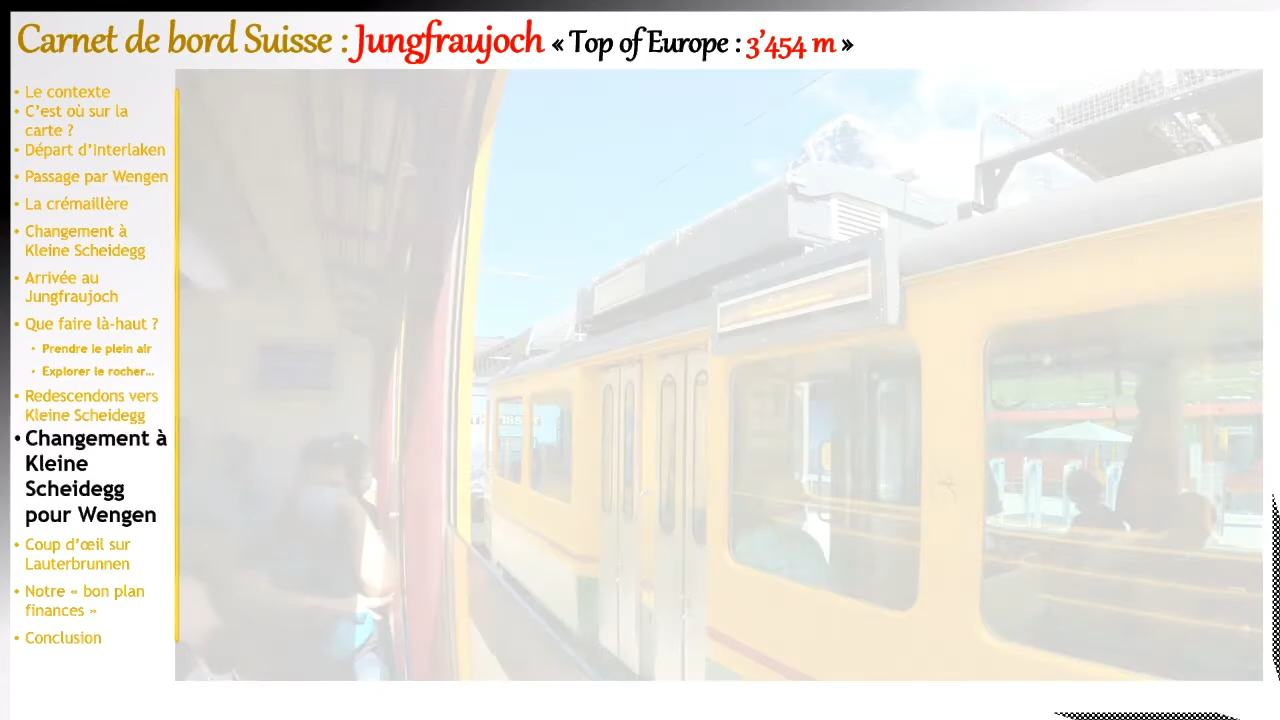 Carnet de bord Suisse : Jungfraujoch « Top of Europe : 3’454 m »
• Le contexte
• C’est où sur la
carte ?
• Départ d’Interlaken
• Passage par Wengen
• La crémaillère
• Changement à
Kleine Scheidegg
• Arrivée au
Jungfraujoch
• Que faire là-haut ?
• Prendre le plein air
• Explorer le rocher…
• Redescendons vers
Kleine Scheidegg
• Changement à
Kleine
Scheidegg
pour Wengen
• Coup d’œil sur
Lauterbrunnen
• Notre « bon plan
finances »
• Conclusion